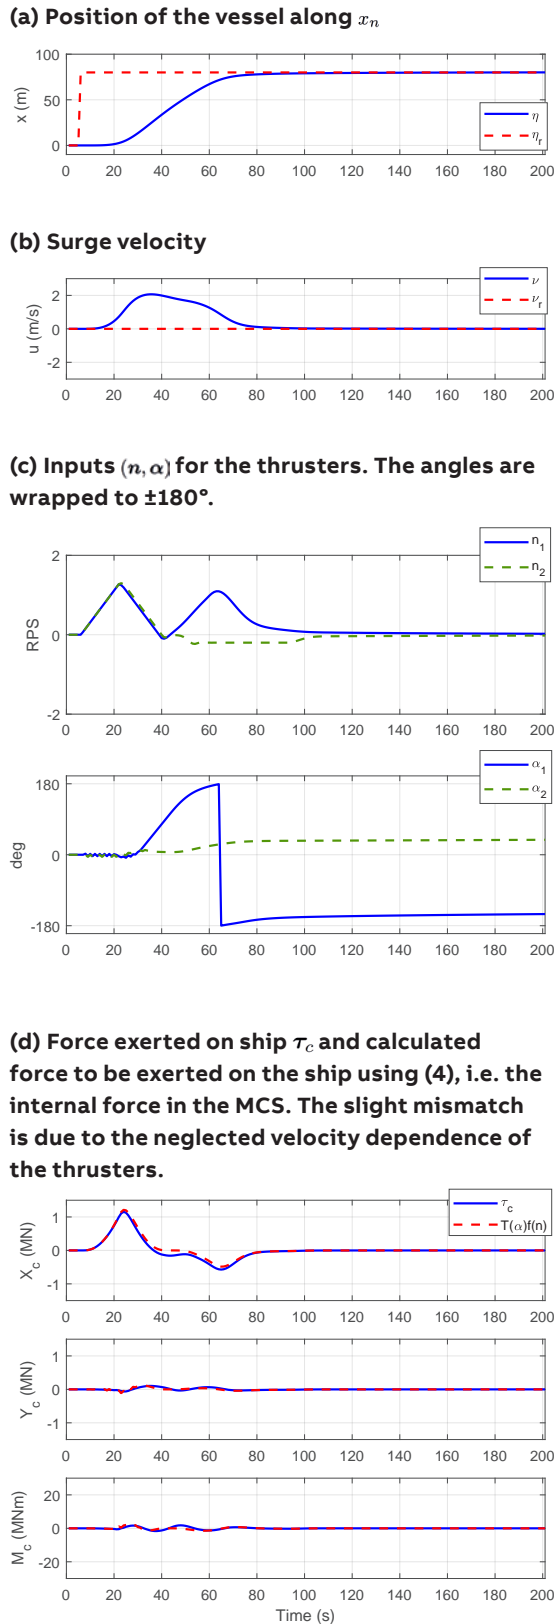 (a) Position of the vessel along xₙ
100
50
0
x (m)
η
ηᵣ
0 20 40 60 80 100 120 140 160 180 200
(b) Surge velocity
2
0
-2
u (m/s)
ν
νᵣ
0 20 40 60 80 100 120 140 160 180 200
(c) Inputs (n, α) for the thrusters. The angles are
wrapped to ±180°.
2
0
-2
RPS
n₁
n₂
0 20 40 60 80 100 120 140 160 180 200
180
0
-180
deg
α₁
α₂
0 20 40 60 80 100 120 140 160 180 200
(d) Force exerted on ship τ_c and calculated
force to be exerted on the ship using (4), i.e. the
internal force in the MCS. The slight mismatch
is due to the neglected velocity dependence of
the thrusters.
1
0
-1
X_c (MN)
τ_c
T(α)f(n)
0 20 40 60 80 100 120 140 160 180 200
1
0
-1
Y_c (MN)
0 20 40 60 80 100 120 140 160 180 200
20
0
-20
M_c (MNm)
0 20 40 60 80 100 120 140 160 180 200
Time (s)